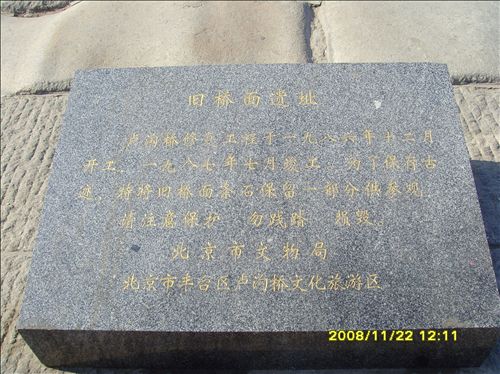 旧桥面遗址
卢沟桥修复工程于一九八六年十二月
开工，一九八七年七月竣工。为了保存古
迹，特将旧桥面条石保留一部分供参观，
请注意保护 勿践踏 损毁。
北京市文物局
北京市丰台区卢沟桥文化旅游区
2008/11/22 12:11